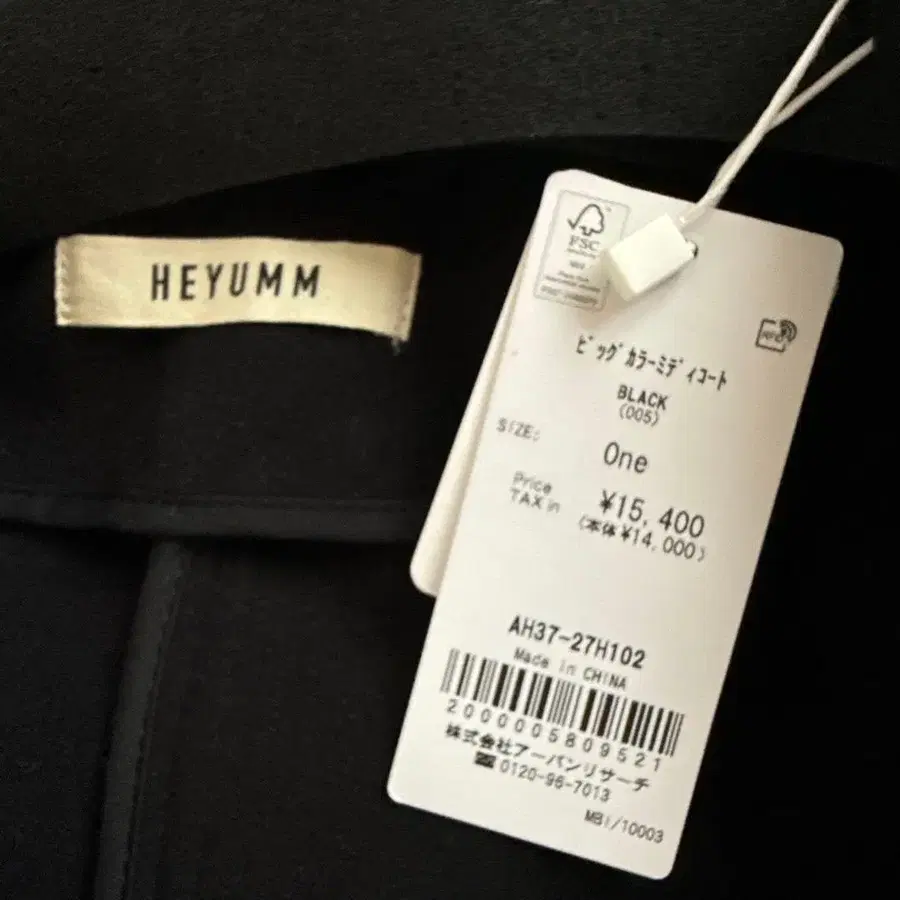 HEYUMM
FSC
RFID
ビッグカラーミディコート
BLACK
(005)
SIZE:
One
Price
TAX in
¥15,400
(本体¥14,000)
AH37-27H102
Made in CHINA
2000005809521
株式会社アーバンリサーチ
0120-96-7013
MBI/10003